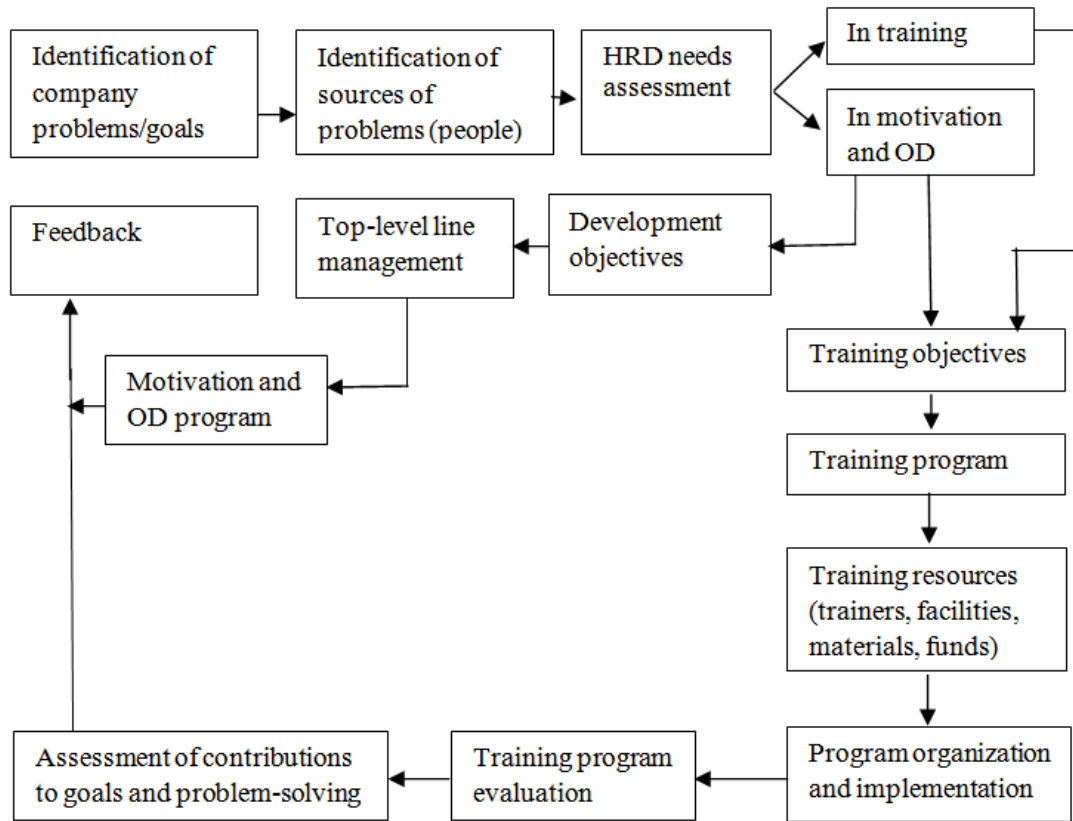 Identification of
company
problems/goals
Identification of
sources of
problems (people)
HRD needs
assessment
In training
In motivation
and OD
Feedback
Top-level line
management
Development
objectives
Training objectives
Motivation and
OD program
Training program
Training resources
(trainers, facilities,
materials, funds)
Assessment of contributions
to goals and problem-solving
Training program
evaluation
Program organization
and implementation